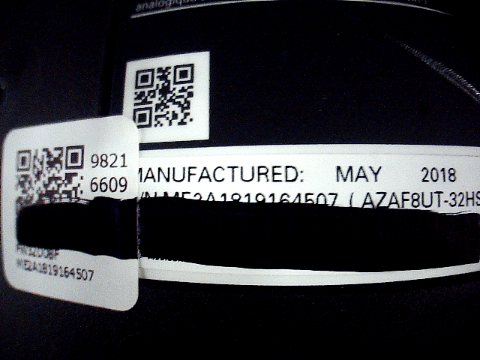 MANUFACTURED: MAY 2018
ME2A1819164507 ( AZAF8UT-32HS
9821
6609
ME2A1819164507